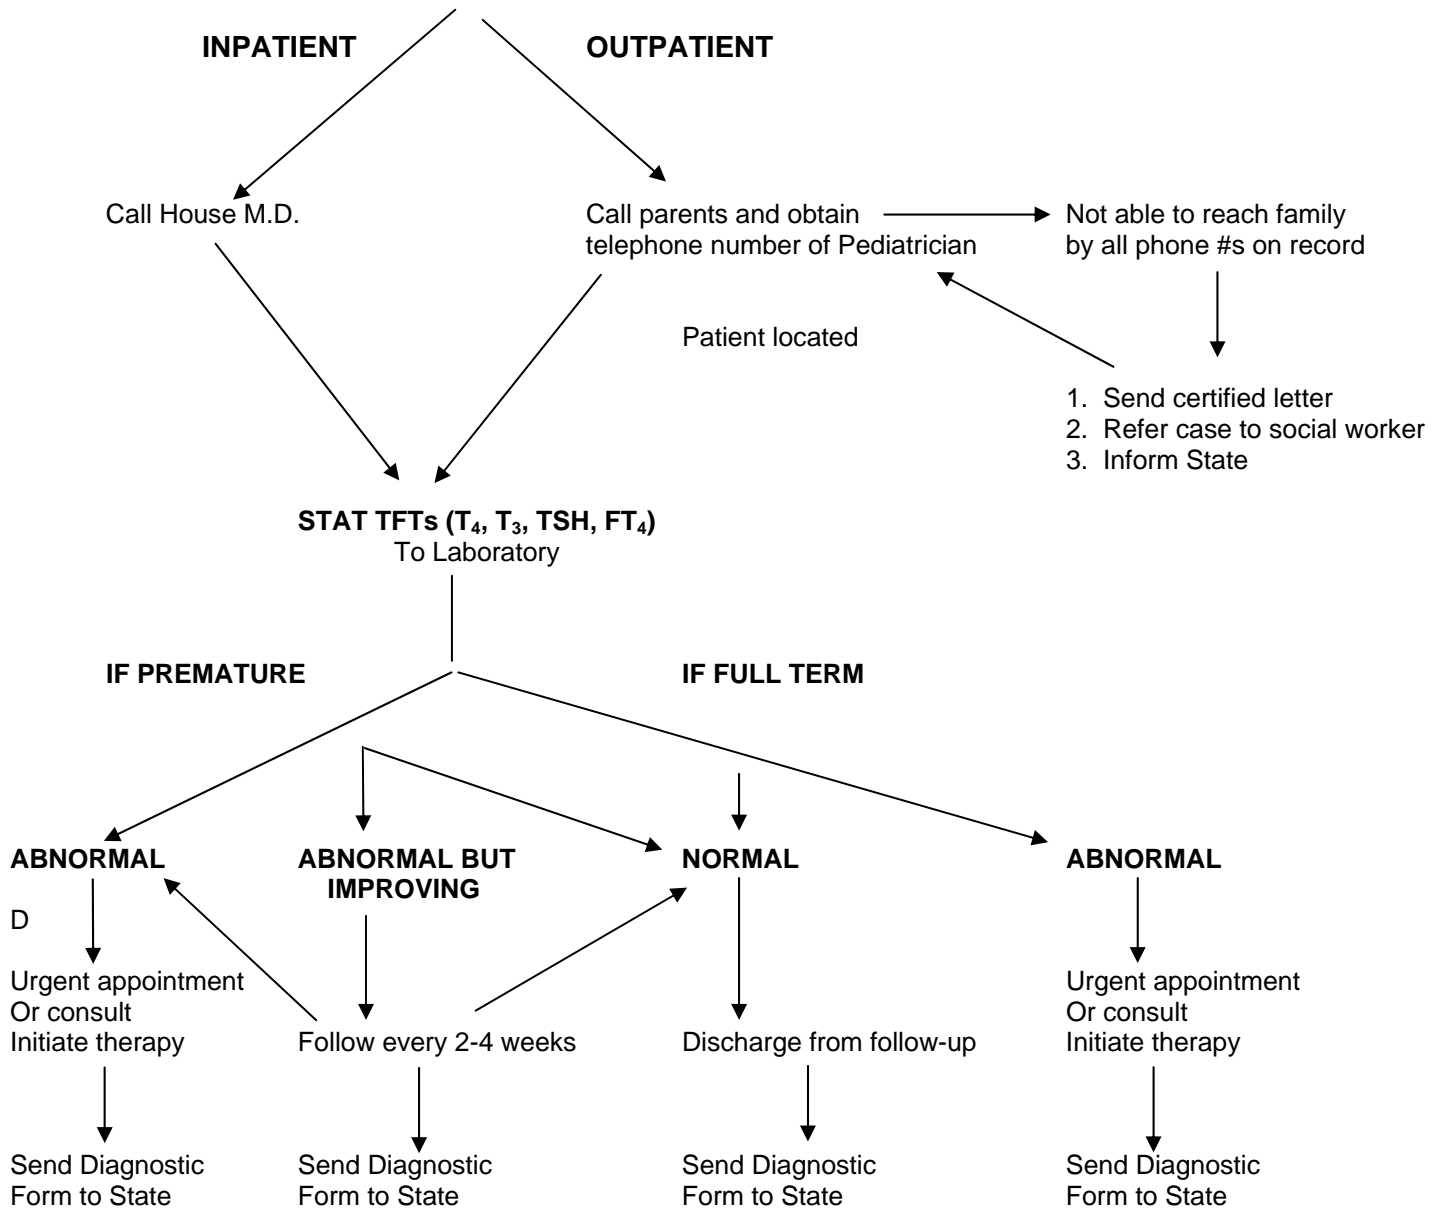 INPATIENT
OUTPATIENT
Call House M.D.
Call parents and obtain
telephone number of Pediatrician
Not able to reach family
by all phone #s on record
Patient located
1. Send certified letter
2. Refer case to social worker
3. Inform State
STAT TFTs (T₄, T₃, TSH, FT₄)
To Laboratory
IF PREMATURE
IF FULL TERM
ABNORMAL
ABNORMAL BUT
IMPROVING
NORMAL
ABNORMAL
D
Urgent appointment
Or consult
Initiate therapy
Follow every 2-4 weeks
Discharge from follow-up
Urgent appointment
Or consult
Initiate therapy
Send Diagnostic
Form to State
Send Diagnostic
Form to State
Send Diagnostic
Form to State
Send Diagnostic
Form to State